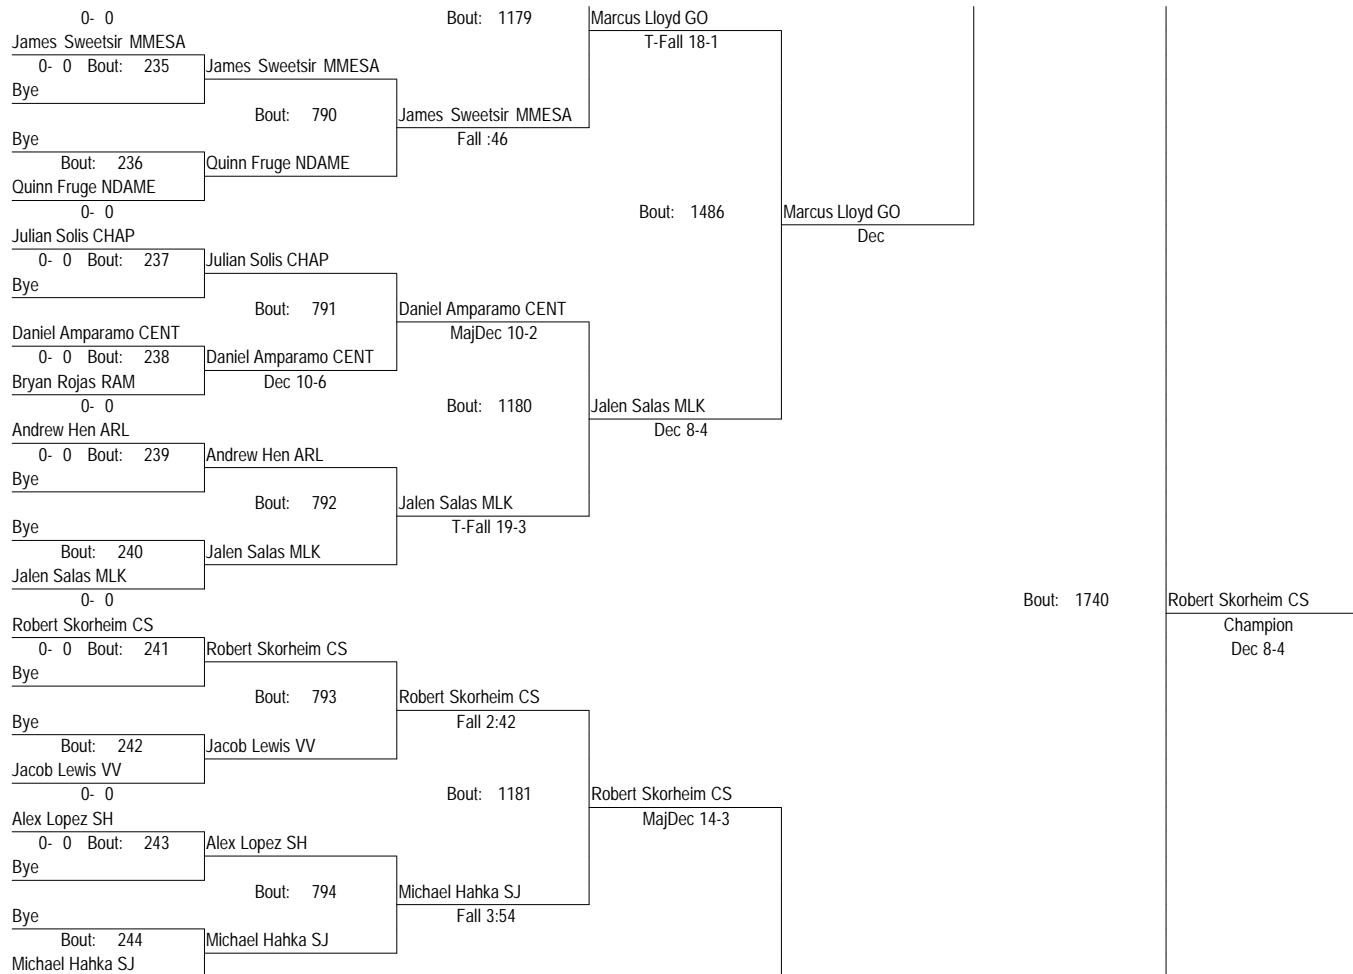 0- 0 Bout: 1179 Marcus Lloyd GO
James Sweetsir MMESA T-Fall 18-1
0- 0 Bout: 235 James Sweetsir MMESA
Bye
Bout: 790 James Sweetsir MMESA
Bye Fall :46
Bout: 236 Quinn Fruge NDAME
Quinn Fruge NDAME
0- 0 Bout: 1486 Marcus Lloyd GO
Julian Solis CHAP Dec
0- 0 Bout: 237 Julian Solis CHAP
Bye
Bout: 791 Daniel Amparamo CENT
Daniel Amparamo CENT MajDec 10-2
0- 0 Bout: 238 Daniel Amparamo CENT
Bryan Rojas RAM Dec 10-6
0- 0 Bout: 1180 Jalen Salas MLK
Andrew Hen ARL Dec 8-4
0- 0 Bout: 239 Andrew Hen ARL
Bye
Bout: 792 Jalen Salas MLK
Bye T-Fall 19-3
Bout: 240 Jalen Salas MLK
Jalen Salas MLK
0- 0 Bout: 1740 Robert Skorheim CS
Robert Skorheim CS Champion
0- 0 Bout: 241 Robert Skorheim CS Dec 8-4
Bye
Bout: 793 Robert Skorheim CS
Bye Fall 2:42
Bout: 242 Jacob Lewis VV
Jacob Lewis VV
0- 0 Bout: 1181 Robert Skorheim CS
Alex Lopez SH MajDec 14-3
0- 0 Bout: 243 Alex Lopez SH
Bye
Bout: 794 Michael Hahka SJ
Bye Fall 3:54
Bout: 244 Michael Hahka SJ
Michael Hahka SJ